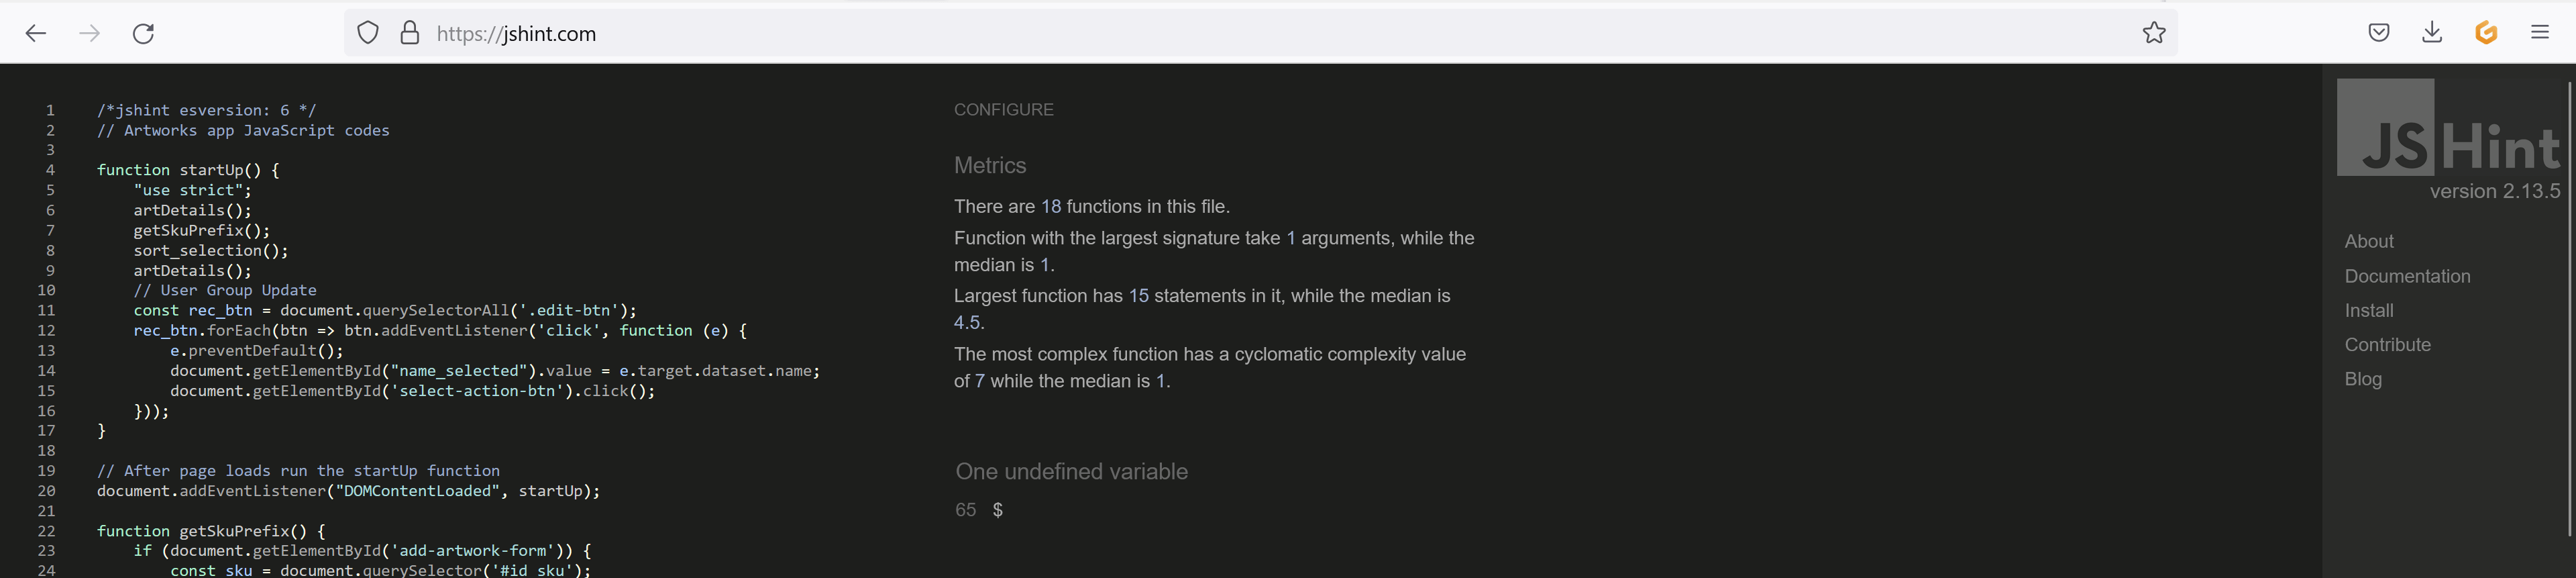 https://jshint.com
1 /*jshint esversion: 6 */
2 // Artworks app JavaScript codes
3
4 function startUp() {
5 "use strict";
6 artDetails();
7 getSkuPrefix();
8 sort_selection();
9 artDetails();
10 // User Group Update
11 const rec_btn = document.querySelectorAll('.edit-btn');
12 rec_btn.forEach(btn => btn.addEventListener('click', function (e) {
13 e.preventDefault();
14 document.getElementById("name_selected").value = e.target.dataset.name;
15 document.getElementById('select-action-btn').click();
16 }));
17 }
18
19 // After page loads run the startUp function
20 document.addEventListener("DOMContentLoaded", startUp);
21
22 function getSkuPrefix() {
23 if (document.getElementById('add-artwork-form')) {
24 const sku = document.querySelector('#id_sku');
CONFIGURE
Metrics
There are 18 functions in this file.
Function with the largest signature take 1 arguments, while the
median is 1.
Largest function has 15 statements in it, while the median is
4.5.
The most complex function has a cyclomatic complexity value
of 7 while the median is 1.
One undefined variable
65 $
JSHint
version 2.13.5
About
Documentation
Install
Contribute
Blog